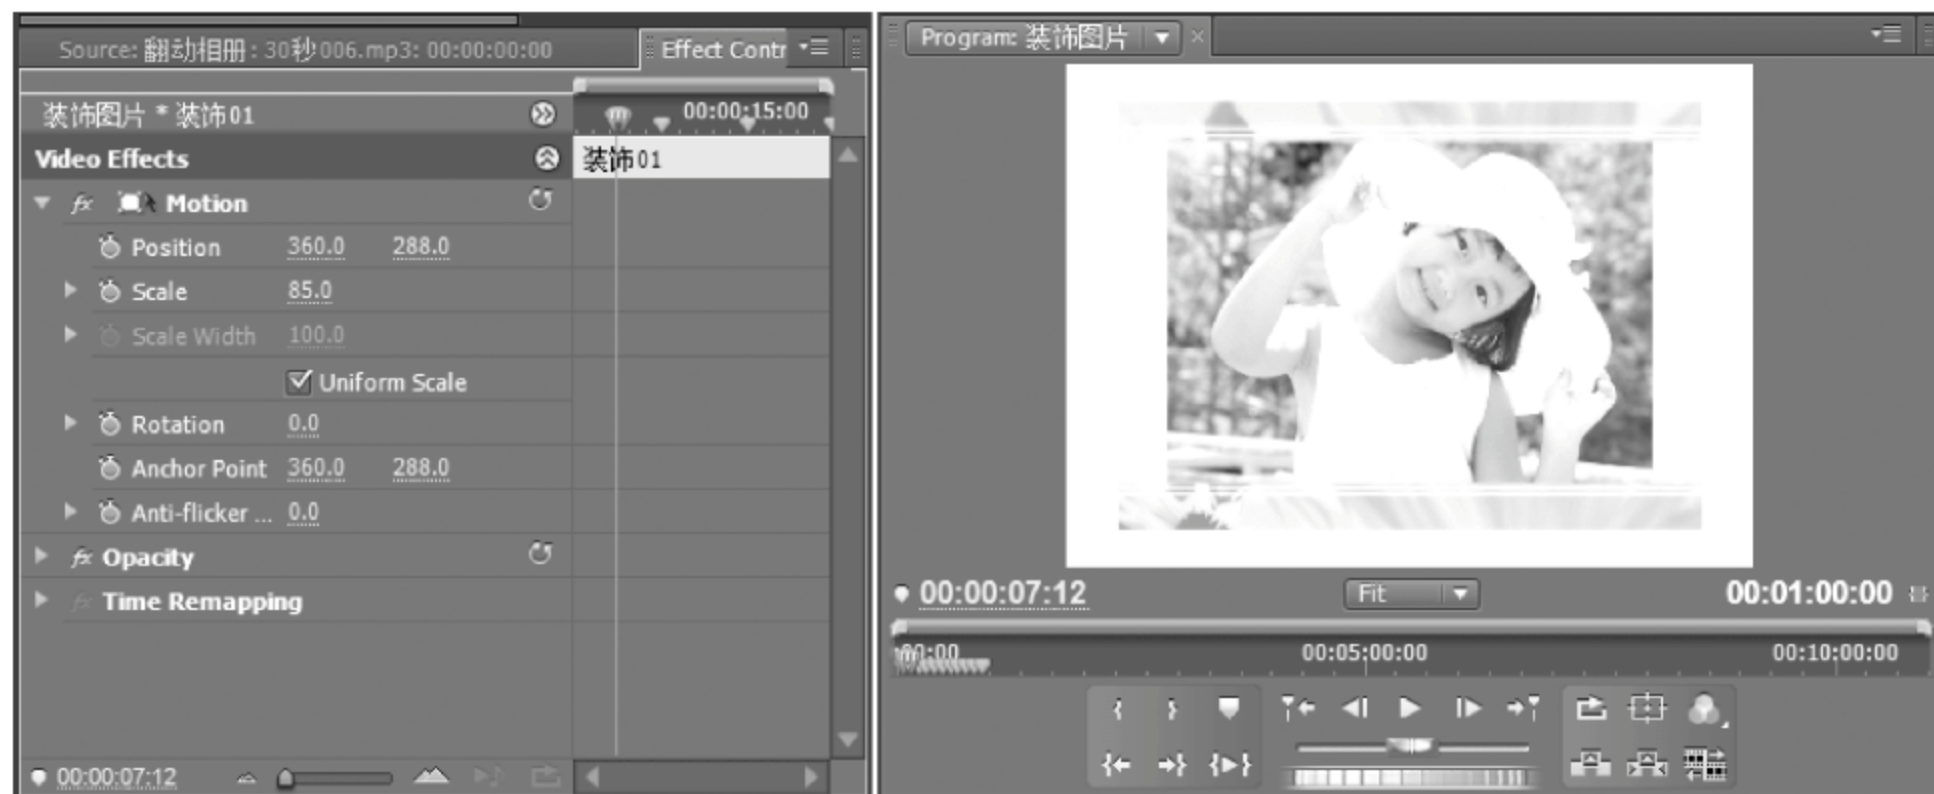 Source: 翻动相册: 30秒006.mp3: 00:00:00:00
Effect Contr
装饰图片 * 装饰01
00:00:15:00
Video Effects
装饰01
fx Motion
Position 360.0 288.0
Scale 85.0
Scale Width 100.0
Uniform Scale
Rotation 0.0
Anchor Point 360.0 288.0
Anti-flicker ... 0.0
fx Opacity
fx Time Remapping
00:00:07:12
Program: 装饰图片
00:00:07:12
Fit
00:01:00:00
00:00
00:05:00:00
00:10:00:00